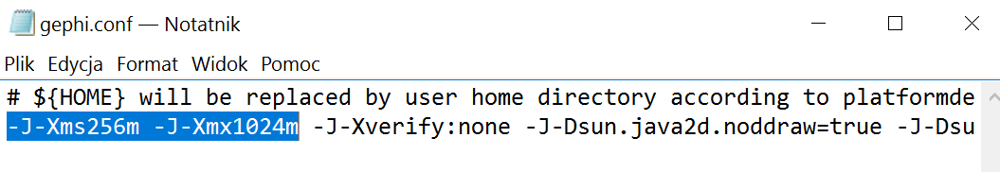 gephi.conf — Notatnik
Plik Edycja Format Widok Pomoc
# ${HOME} will be replaced by user home directory according to platformde
-J-Xms256m -J-Xmx1024m -J-Xverify:none -J-Dsun.java2d.noddraw=true -J-Dsu